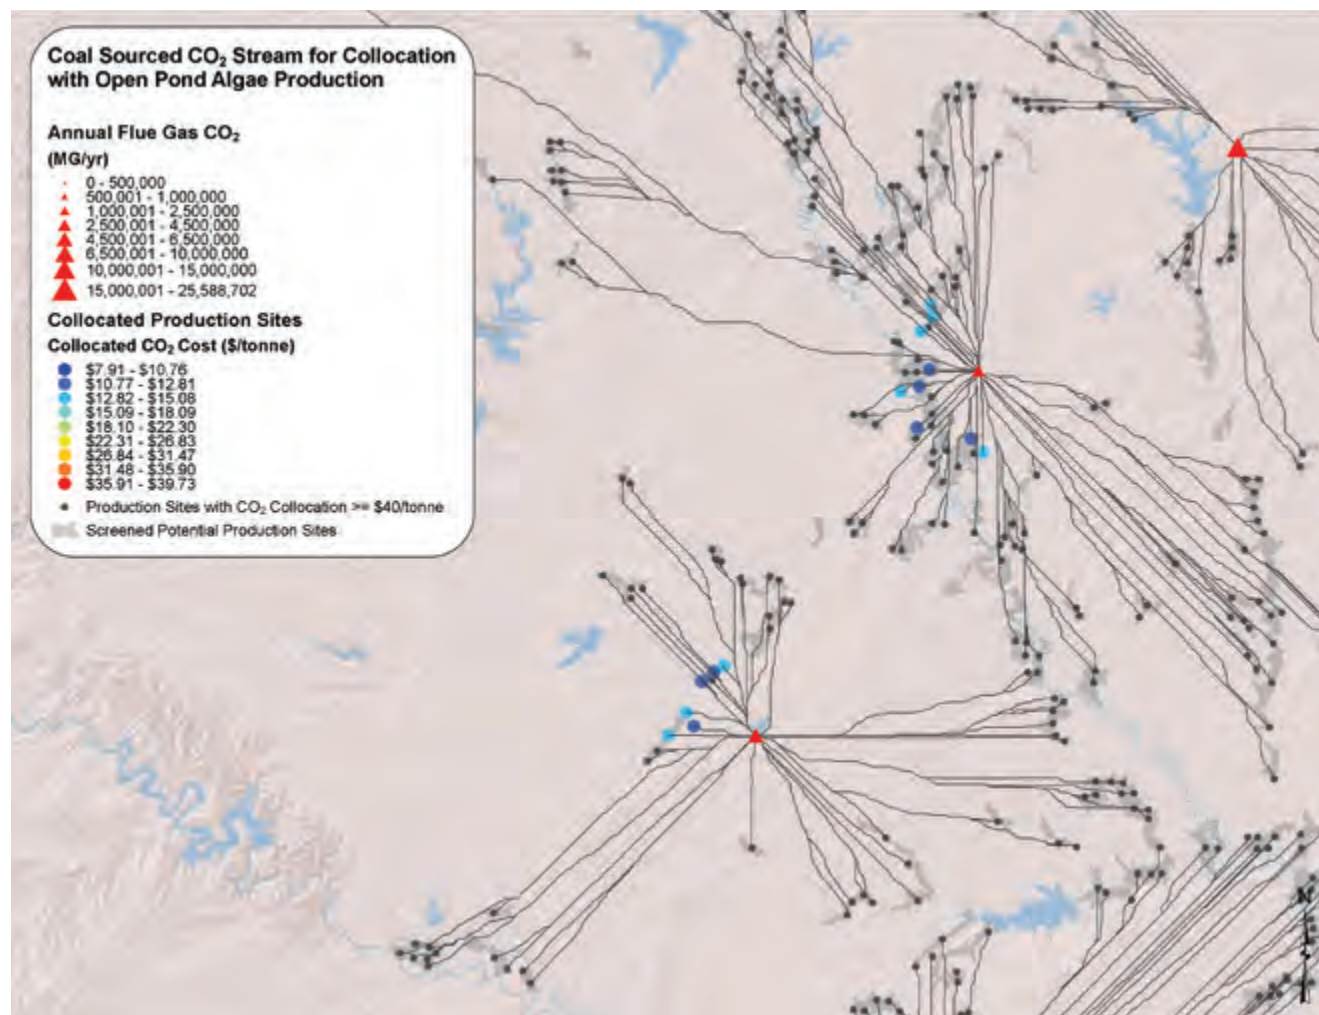 Coal Sourced CO₂ Stream for Collocation
with Open Pond Algae Production
Annual Flue Gas CO₂
(MG/yr)
0 - 500,000
500,001 - 1,000,000
1,000,001 - 2,500,000
2,500,001 - 4,500,000
4,500,001 - 6,500,000
6,500,001 - 10,000,000
10,000,001 - 15,000,000
15,000,001 - 25,588,702
Collocated Production Sites
Collocated CO₂ Cost ($/tonne)
$7.91 - $10.76
$10.77 - $12.81
$12.82 - $15.08
$15.09 - $18.09
$18.10 - $22.30
$22.31 - $26.83
$26.84 - $31.47
$31.48 - $35.90
$35.91 - $39.73
Production Sites with CO₂ Collocation >= $40/tonne
Screened Potential Production Sites
N